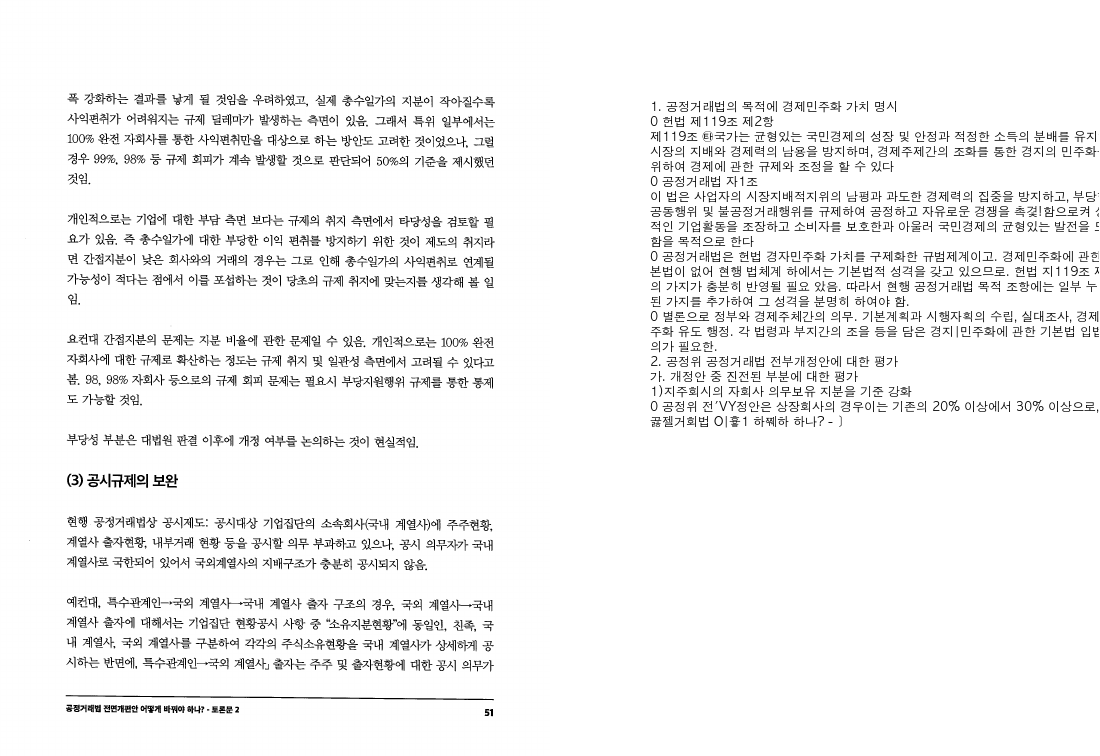 폭 강화하는 결과를 낳게 될 것임을 우려하였고, 실제 총수일가의 지분이 작아질수록
사익편취가 어려워지는 규제 딜레마가 발생하는 측면이 있음. 그래서 특위 일부에서는
100% 완전 자회사를 통한 사익편취만을 대상으로 하는 방안도 고려한 것이었으나, 그럴
경우 99%, 98% 등 규제 회피가 계속 발생할 것으로 판단되어 50%의 기준을 제시했던
것임.
개인적으로는 기업에 대한 부담 측면 보다는 규제의 취지 측면에서 타당성을 검토할 필
요가 있음. 즉 총수일가에 대한 부당한 이익 편취를 방지하기 위한 것이 제도의 취지라
면 간접지분이 낮은 회사와의 거래의 경우는 그로 인해 총수일가의 사익편취로 연계될
가능성이 적다는 점에서 이를 포섭하는 것이 당초의 규제 취지에 맞는지를 생각해 볼 일
임.
요컨대 간접지분의 문제는 지분 비율에 관한 문제일 수 있음. 개인적으로는 100% 완전
자회사에 대한 규제로 확산하는 정도는 규제 취지 및 일관성 측면에서 고려될 수 있다고
봄. 98, 98% 자회사 등으로의 규제 회피 문제는 필요시 부당지원행위 규제를 통한 통제
도 가능할 것임.
부당성 부분은 대법원 판결 이후에 개정 여부를 논의하는 것이 현실적임.
(3) 공시규제의 보완
현행 공정거래법상 공시제도: 공시대상 기업집단의 소속회사(국내 계열사)에 주주현황,
계열사 출자현황, 내부거래 현황 등을 공시할 의무 부과하고 있으나, 공시 의무자가 국내
계열사로 국한되어 있어서 국외계열사의 지배구조가 충분히 공시되지 않음.
예컨대, 특수관계인→국외 계열사→국내 계열사 출자 구조의 경우, 국외 계열사→국내
계열사 출자에 대해서는 기업집단 현황공시 사항 중 “소유지분현황”에 동일인, 친족, 국
내 계열사, 국외 계열사를 구분하여 각각의 주식소유현황을 국내 계열사가 상세하게 공
시하는 반면에, 특수관계인→국외 계열사」 출자는 주주 및 출자현황에 대한 공시 의무가
공정거래법 전면개편안 어떻게 바꿔야 하나? - 토론문 2
51
1. 공정거래법의 목적에 경제민주화 가치 명시
0 헌법 제119조 제2항
제119조 ㉺국가는 균형있는 국민경제의 성장 및 안정과 적정한 소득의 분배를 유지
시장의 지배와 경제력의 남용을 방지하며, 경제주체간의 조화를 통한 경지의 민주화
위하여 경제에 관한 규제와 조정을 할 수 있다
0 공정거래법 자1조
이 법은 사업자의 시장지배적지위의 남평과 과도한 경제력의 집중을 방지하고, 부당
공동행위 및 불공정거래행위를 규제하여 공정하고 자유로운 경쟁을 촉겇!함으로켜
적인 기업활동을 조장하고 소비자를 보호한과 아울러 국민경제의 균형있는 발전을
함을 목적으로 한다
0 공정거래법은 헌법 경자민주화 가치를 구제화한 규범제계이고. 경제민주화에 관한
본법이 없어 현행 법체계 하에서는 기본법적 성격을 갖고 있으므로. 헌법 지119조
의 가지가 충분히 반영될 필요 았음. 따라서 현행 공정거래법 목적 조항에는 일부 누
된 가지를 추가하여 그 성격을 분명히 하여야 함.
0 별론으로 정부와 경제주체간의 의무. 기본계획과 시행자획의 수립, 실대조사, 경제
주화 유도 행정. 각 법령과 부지간의 조을 등을 담은 경지|민주화에 관한 기본법 입법
의가 필요한.
2. 공정위 공정거래법 전부개정안에 대한 평가
가. 개정안 중 진전된 부분에 대한 평가
1)지주회시의 자회사 의무보유 지분을 기준 강화
0 공정위 전´VY정안은 상장회사의 경우이는 기존의 20% 이상에서 30% 이상으로,
끓젤거회법 O|홓1 하쮀하 하나? - 〕